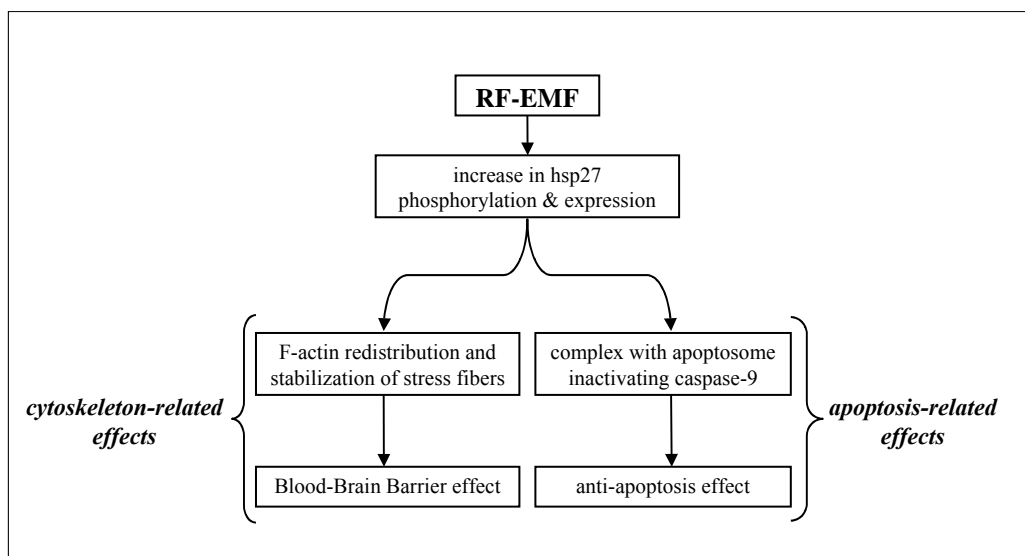 RF-EMF
increase in hsp27
phosphorylation & expression
cytoskeleton-related
effects
F-actin redistribution and
stabilization of stress fibers
Blood-Brain Barrier effect
complex with apoptosome
inactivating caspase-9
anti-apoptosis effect
apoptosis-related
effects